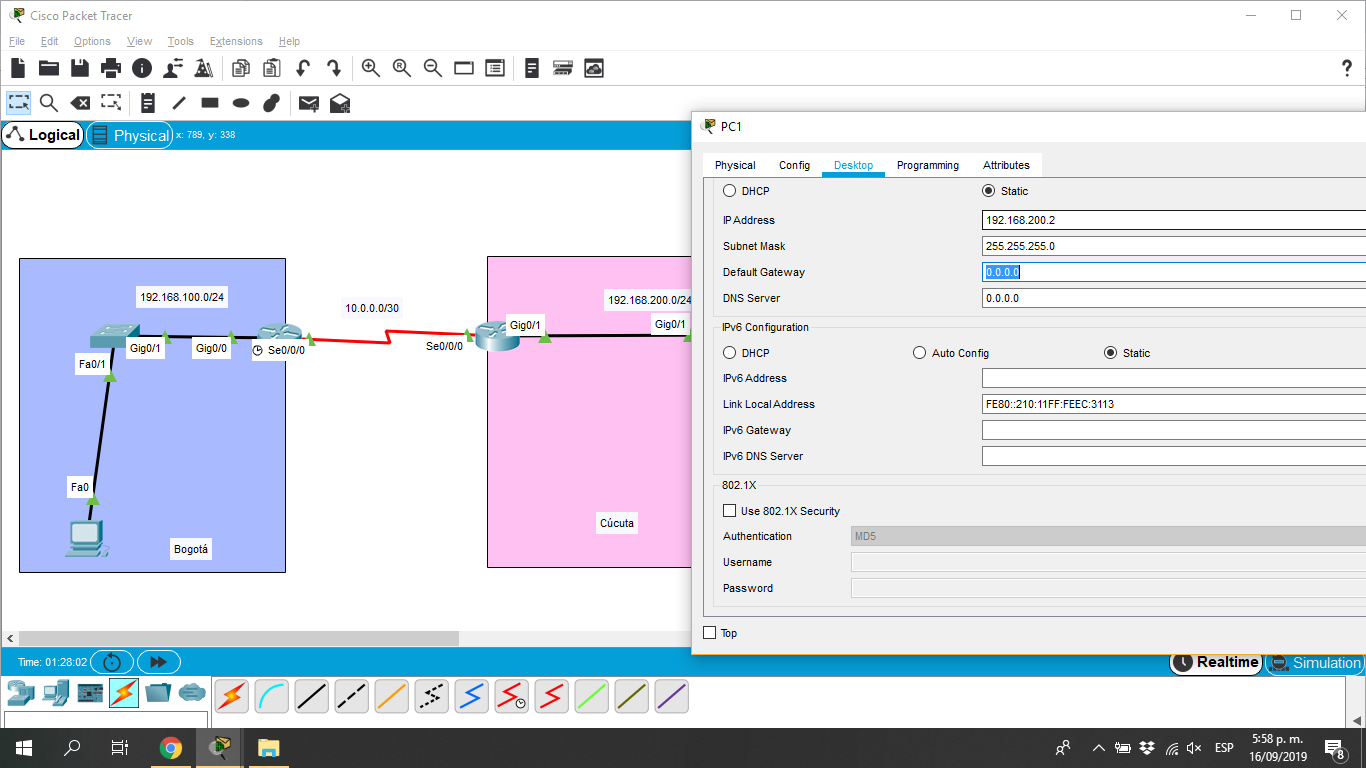 Cisco Packet Tracer
File Edit Options View Tools Extensions Help
?
Logical Physical x: 789, y: 338
PC1
Physical Config Desktop Programming Attributes
DHCP Static
IP Address 192.168.200.2
Subnet Mask 255.255.255.0
Default Gateway 0.0.0.0
DNS Server 0.0.0.0
IPv6 Configuration
DHCP Auto Config Static
IPv6 Address
Link Local Address FE80::210:11FF:FEEC:3113
IPv6 Gateway
IPv6 DNS Server
802.1X
Use 802.1X Security
Authentication MD5
Username
Password
Top
192.168.100.0/24
10.0.0.0/30
192.168.200.0/24
Gig0/1
Gig0/1
Gig0/1
Gig0/0
Se0/0/0
Se0/0/0
Fa0/1
Fa0
Bogotá
Cúcuta
Time: 01:28:02
Realtime Simulation
ESP
5:58 p. m.
16/09/2019
8